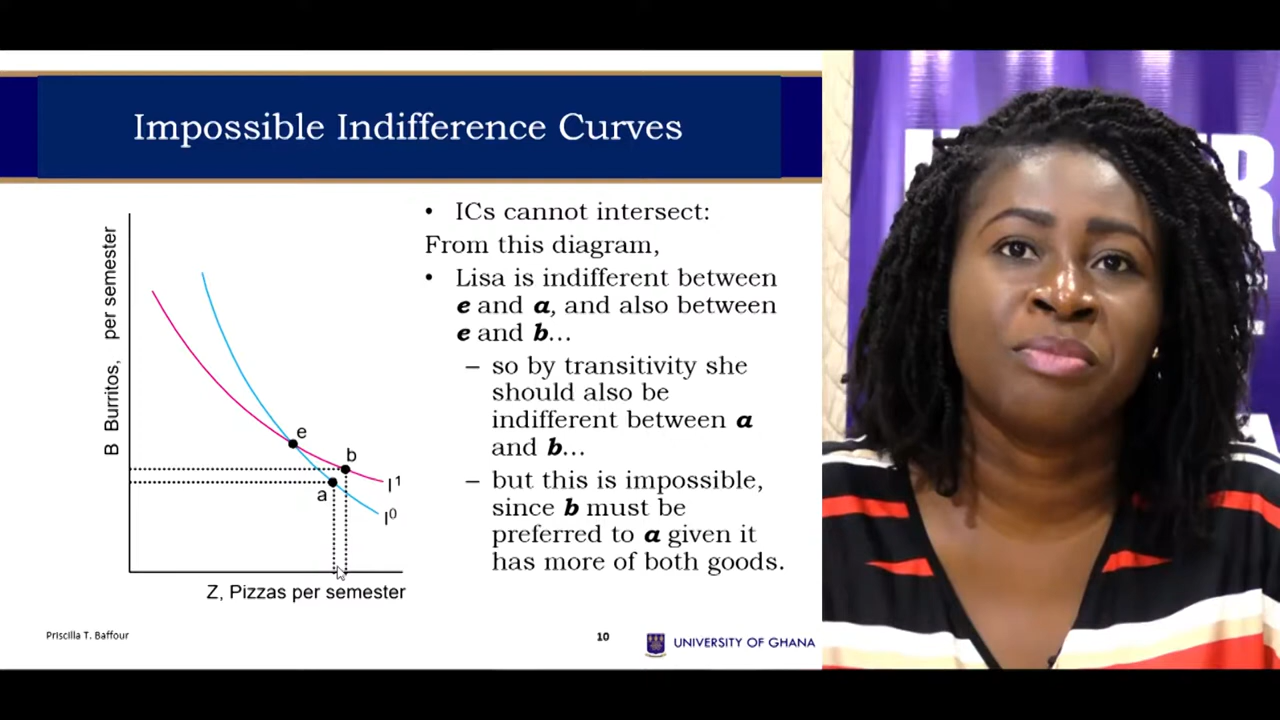 Impossible Indifference Curves
B Burritos, per semester
e
b
a
I¹
I⁰
Z, Pizzas per semester
• ICs cannot intersect:
From this diagram,
• Lisa is indifferent between
e and a, and also between
e and b…
– so by transitivity she
should also be
indifferent between a
and b…
– but this is impossible,
since b must be
preferred to a given it
has more of both goods.
Priscilla T. Baffour
10
UNIVERSITY OF GHANA